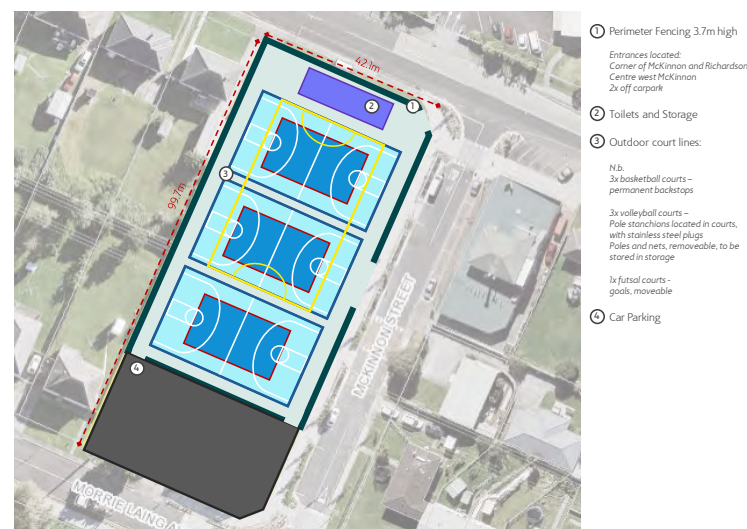 42.1m
99.7m
1
2
3
4
MCKINNON STREET
MORRIE LAING
1 Perimeter Fencing 3.7m high
Entrances located:
Corner of McKinnon and Richardson
Centre west McKinnon
2x off carpark
2 Toilets and Storage
3 Outdoor court lines:
N.b.
3x basketball courts –
permanent backstops
3x volleyball courts –
Pole stanchions located in courts,
with stainless steel plugs
Poles and nets, removeable, to be
stored in storage
1x futsal courts -
goals, moveable
4 Car Parking